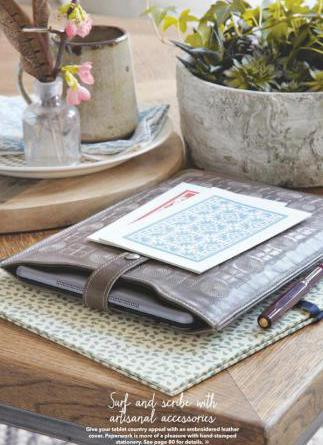 Surf and scribe with
artisanal accessories
Give your tablet country appeal with an embroidered leather
cover. Paperwork is more of a pleasure with hand-stamped
stationery. See page 80 for details.